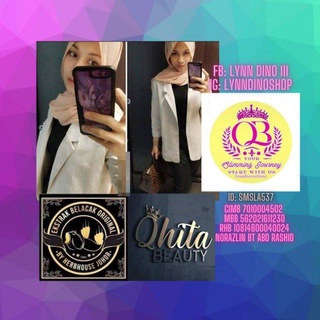 FB: LYNN DINO III
IG: LYNNDINOSHOP
QB
YOUR
Slimming Journey
START WITH US
ID: SMSLA537
CIMB 7010004502
MBB 562021611230
RHB 10814600040024
NORAZLIN BT ABD RASHID
EKSTRAK BELACAK ORIGINAL
BY HERBHOUSE JOHOR
Qhita
BEAUTY